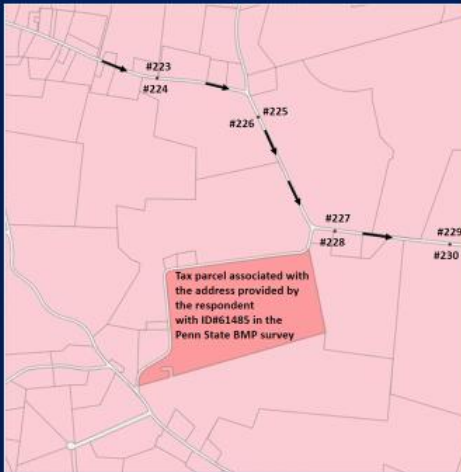 #223
#224
#225
#226
#227
#228
#229
#230
Tax parcel associated with
the address provided by
the respondent
with ID#61485 in the
Penn State BMP survey